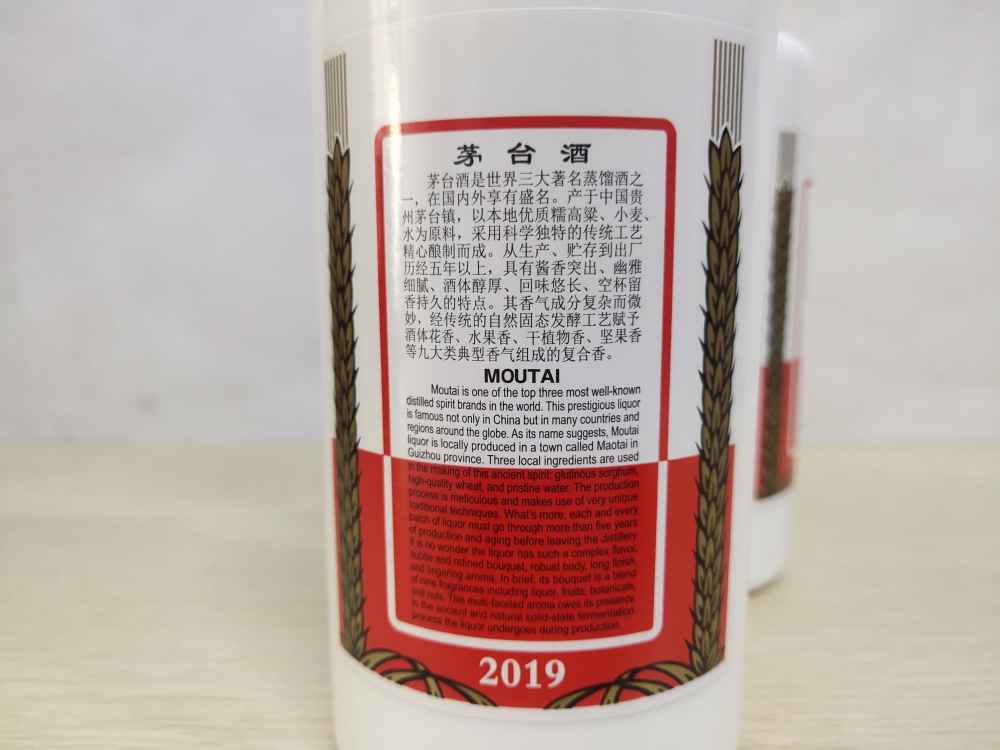 茅台酒
茅台酒是世界三大著名蒸馏酒之
一，在国内外享有盛名。产于中国贵
州茅台镇，以本地优质糯高粱、小麦、
水为原料，采用科学独特的传统工艺
精心酿制而成。从生产、贮存到出厂
历经五年以上，具有酱香突出、幽雅
细腻、酒体醇厚、回味悠长、空杯留
香持久的特点。其香气成分复杂而微
妙，经传统的自然固态发酵工艺赋予
酒体花香、水果香、干植物香、坚果香
等九大类典型香气组成的复合香。
MOUTAI
Moutai is one of the top three most well-known
distilled spirit brands in the world. This prestigious liquor
is famous not only in China but in many countries and
regions around the globe. As its name suggests, Moutai
liquor is locally produced in a town called Maotai in
Guizhou province. Three local ingredients are used
in the making of this ancient spirit: glutinous sorghum,
high-quality wheat, and pristine water. The production
process is meticulous and makes use of very unique
traditional techniques. What's more, each and every
batch of liquor must go through more than five years
of production and aging before leaving the distillery.
It is no wonder the liquor has such a complex flavor,
subtle and refined bouquet, robust body, long finish,
and lingering aroma. In brief, its bouquet is a blend
of nine fragrances including liquor, fruits, botanicals,
and nuts. This multi-faceted aroma owes its presence
to the ancient and natural solid-state fermentation
process the liquor undergoes during production.
2019